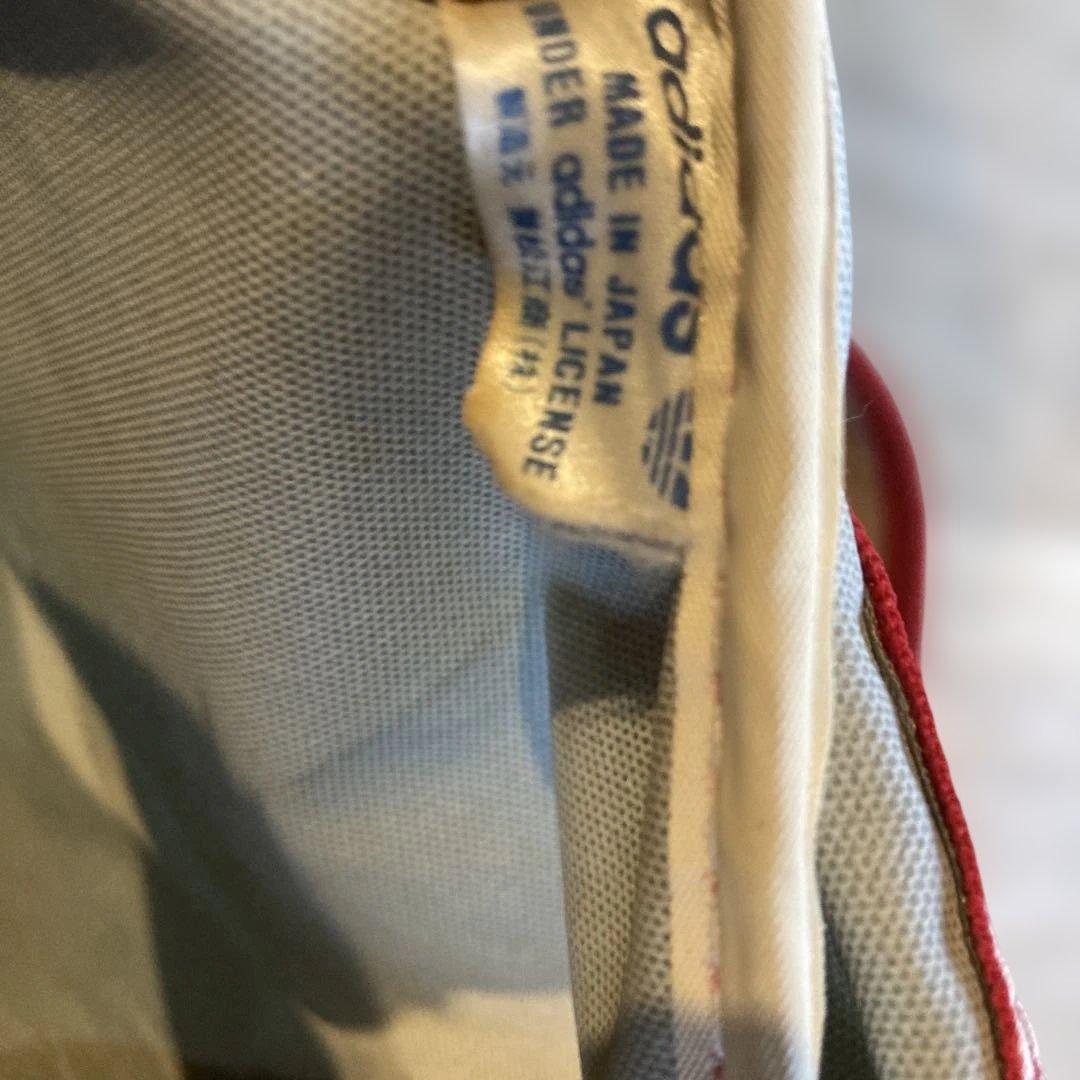 adidas
MADE IN JAPAN
UNDER adidas LICENSE